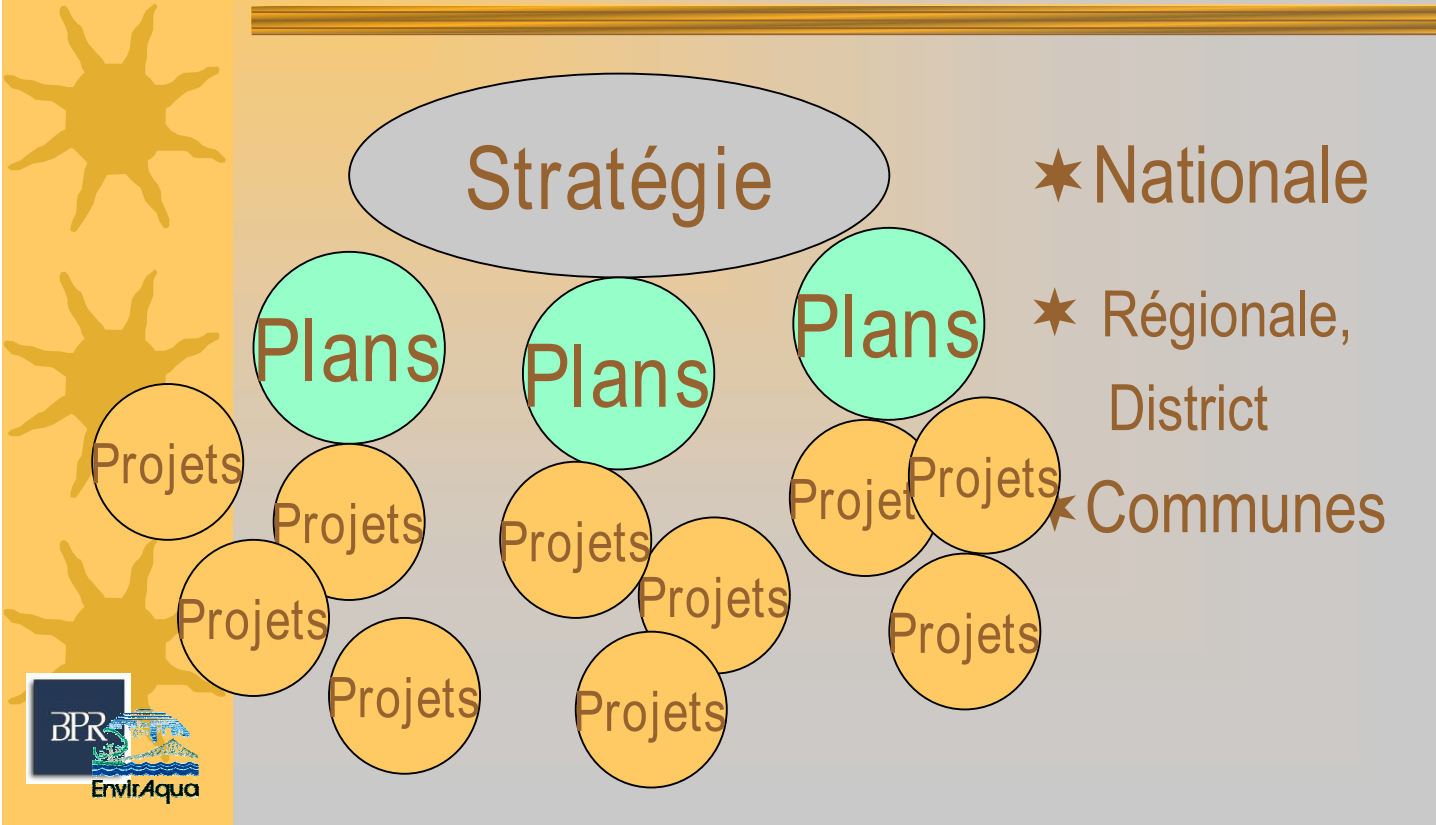 Stratégie
Nationale
Plans
Plans
Plans
Régionale,
District
Communes
Projets
Projets
Projets
Projets
Projets
Projets
Projets
Projet
Projets
Projets
BPR
EnvirAqua